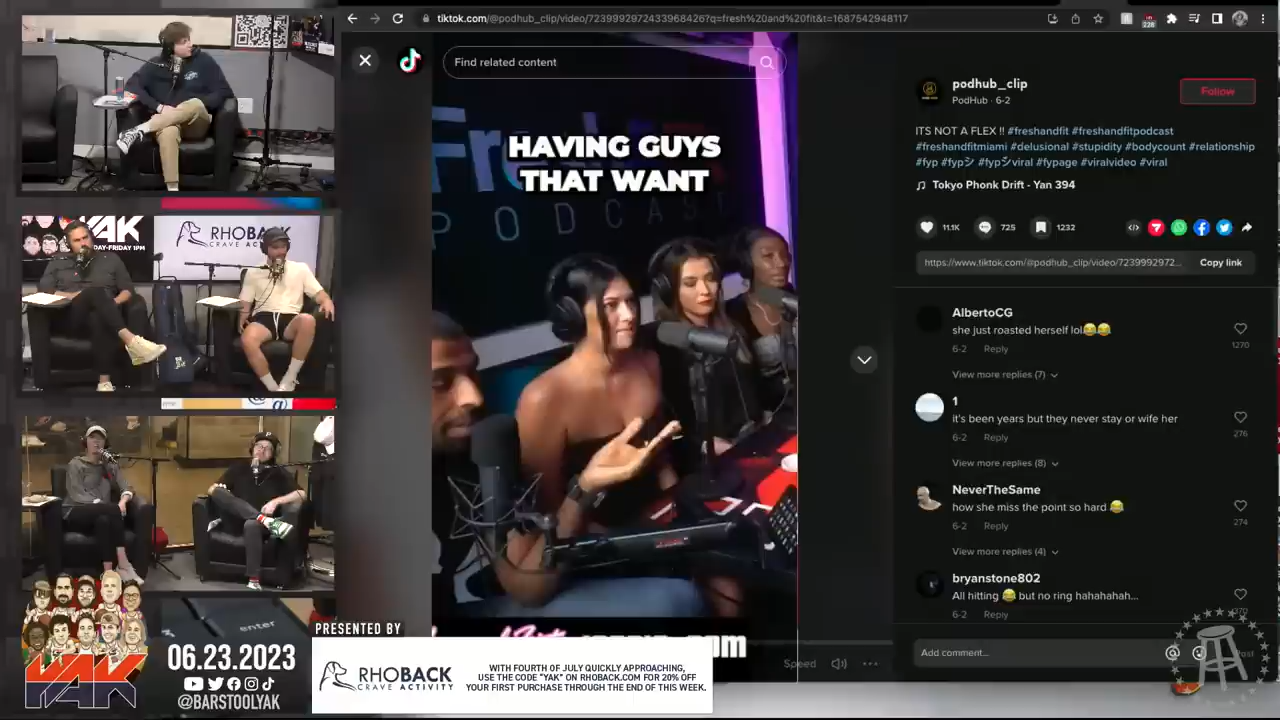 tiktok.com/@podhub_clip/video/7239992972433968426?q=fresh%20and%20fit&t=1687542948117
Find related content
HAVING GUYS
THAT WANT
Fresh
PODCAST
podhub_clip
PodHub · 6-2
Follow
ITS NOT A FLEX !! #freshandfit #freshandfitpodcast
#freshandfitmiami #delusional #stupidity #bodycount #relationship
#fyp #fypシ #fypシviral #fypage #viralvideo #viral
Tokyo Phonk Drift - Yan 394
11.1K
725
1232
https://www.tiktok.com/@podhub_clip/video/7239992972...
Copy link
AlbertoCG
she just roasted herself lol😂😂
6-2 Reply
1270
View more replies (7)
1
it's been years but they never stay or wife her
6-2 Reply
276
View more replies (8)
NeverTheSame
how she miss the point so hard 😂
6-2 Reply
274
View more replies (4)
bryanstone802
All hitting 😂 but no ring hahahahah...
6-2 Reply
Add comment...
Speed
YAK
DAY-FRIDAY 1PM
RHOBACK
CRAVE ACTIV
enter
YAK
06.23.2023
@BARSTOOLYAK
PRESENTED BY
RHOBACK
CRAVE ACTIVITY
WITH FOURTH OF JULY QUICKLY APPROACHING,
USE THE CODE "YAK" ON RHOBACK.COM FOR 20% OFF
YOUR FIRST PURCHASE THROUGH THE END OF THIS WEEK.